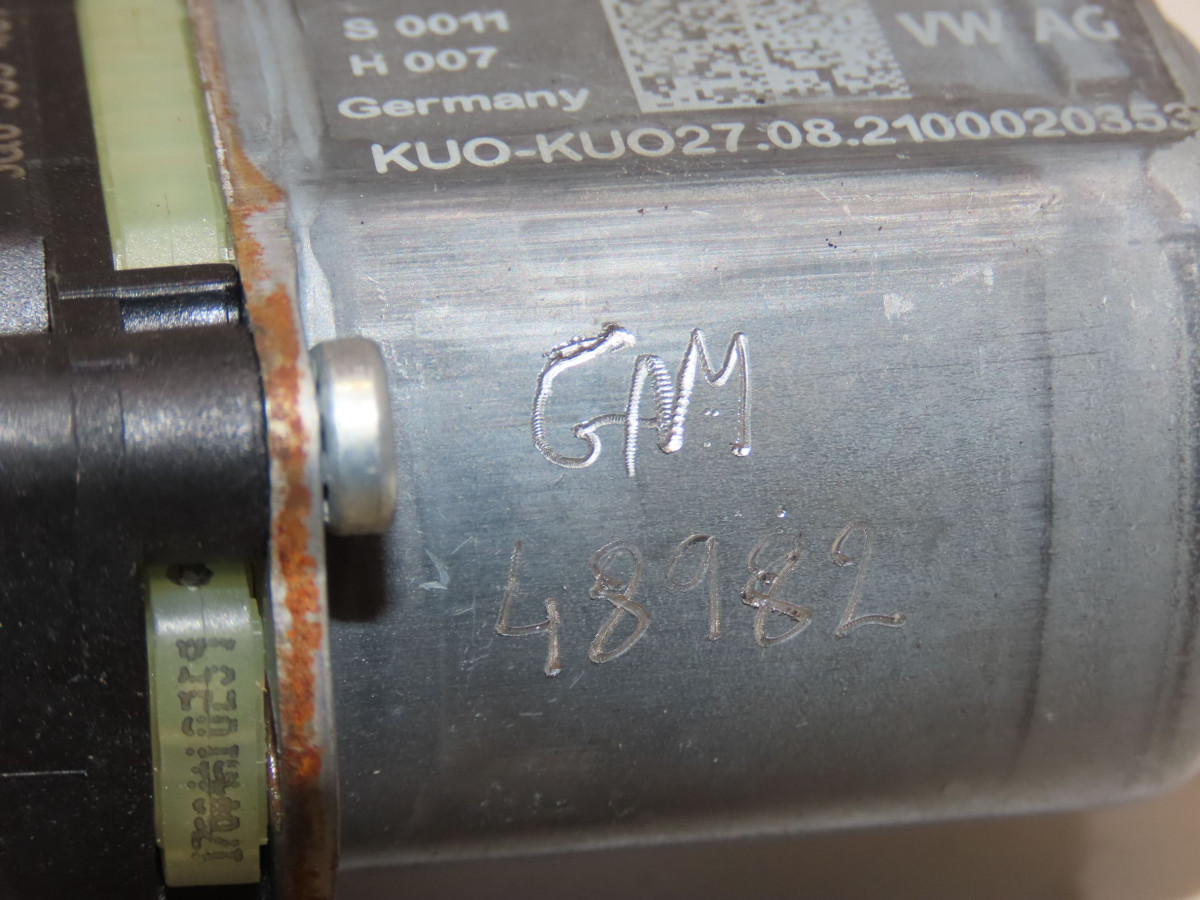 S 0011
H 007
Germany
VW AG
KUO-KUO27.08.2100020353
GAM
48982